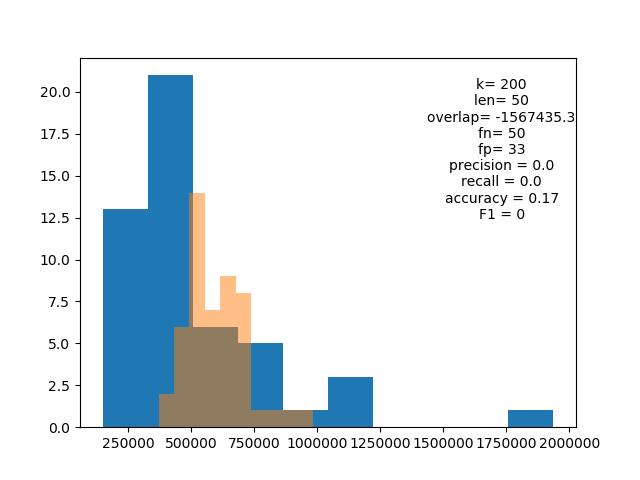 20.0
17.5
15.0
12.5
10.0
7.5
5.0
2.5
0.0
k= 200
len= 50
overlap= -1567435.3
fn= 50
fp= 33
precision = 0.0
recall = 0.0
accuracy = 0.17
F1 = 0
250000 500000 750000 1000000 1250000 1500000 1750000 2000000